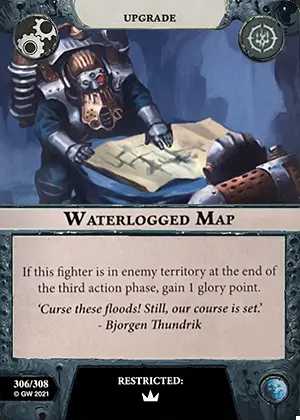 UPGRADE
WATERLOGGED MAP
If this fighter is in enemy territory at the end of
the third action phase, gain 1 glory point.
‘Curse these floods! Still, our course is set.’
- Bjorgen Thundrik
306/308
© GW 2021
RESTRICTED: